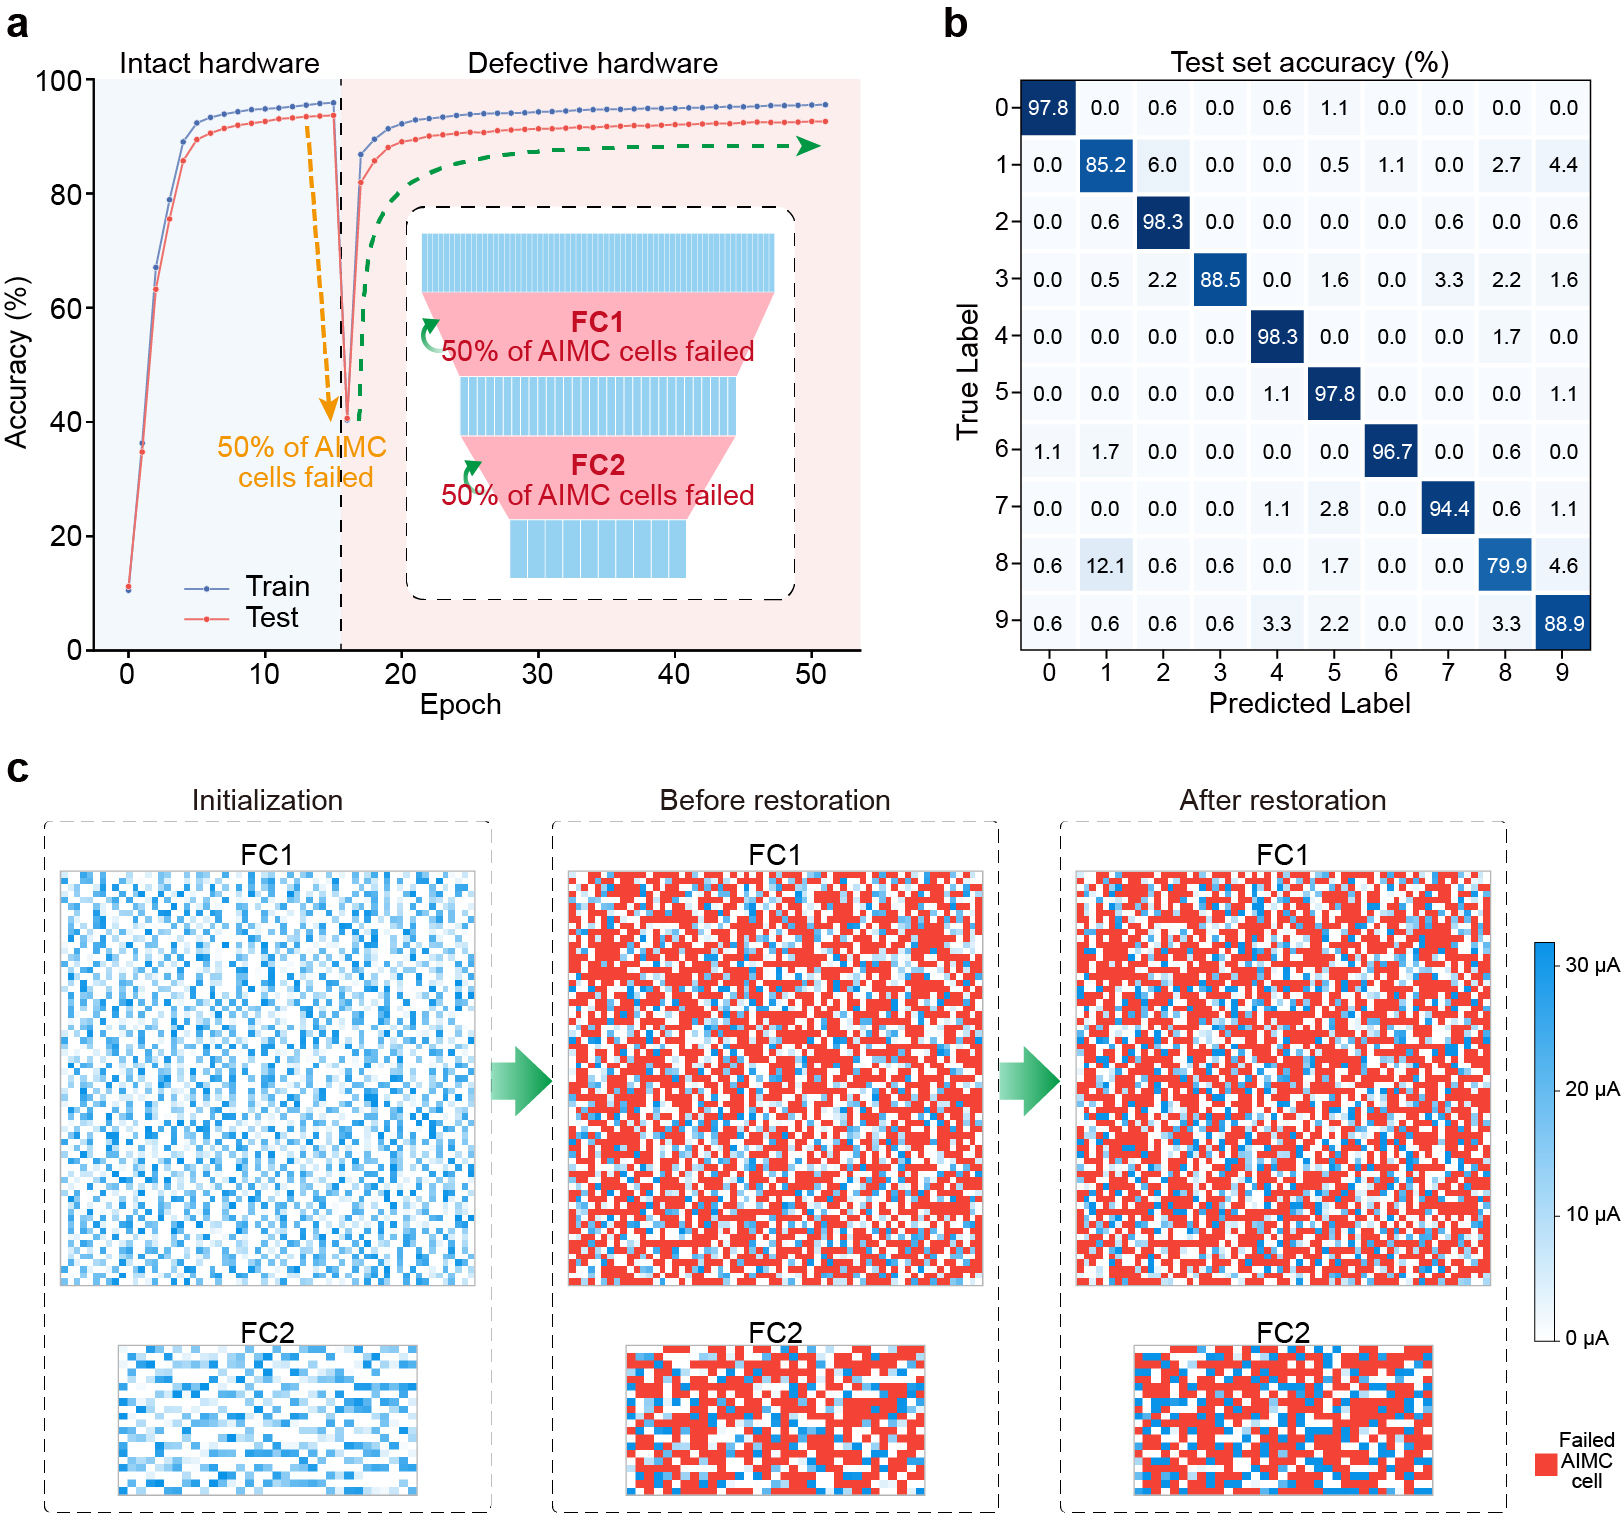 a
Intact hardware
Defective hardware
100
80
60
40
20
0
Accuracy (%)
50% of AIMC
cells failed
FC1
50% of AIMC cells failed
FC2
50% of AIMC cells failed
Train
Test
0 10 20 30 40 50
Epoch
b
Test set accuracy (%)
True Label
0 97.8 0.0 0.6 0.0 0.6 1.1 0.0 0.0 0.0 0.0
1 0.0 85.2 6.0 0.0 0.0 0.5 1.1 0.0 2.7 4.4
2 0.0 0.6 98.3 0.0 0.0 0.0 0.0 0.6 0.0 0.6
3 0.0 0.5 2.2 88.5 0.0 1.6 0.0 3.3 2.2 1.6
4 0.0 0.0 0.0 0.0 98.3 0.0 0.0 0.0 1.7 0.0
5 0.0 0.0 0.0 0.0 1.1 97.8 0.0 0.0 0.0 1.1
6 1.1 1.7 0.0 0.0 0.0 0.0 96.7 0.0 0.6 0.0
7 0.0 0.0 0.0 0.0 1.1 2.8 0.0 94.4 0.6 1.1
8 0.6 12.1 0.6 0.6 0.0 1.7 0.0 0.0 79.9 4.6
9 0.6 0.6 0.6 0.6 3.3 2.2 0.0 0.0 3.3 88.9
0 1 2 3 4 5 6 7 8 9
Predicted Label
c
Initialization
FC1
FC2
Before restoration
FC1
FC2
After restoration
FC1
FC2
30 µA
20 µA
10 µA
0 µA
Failed
AIMC
cell